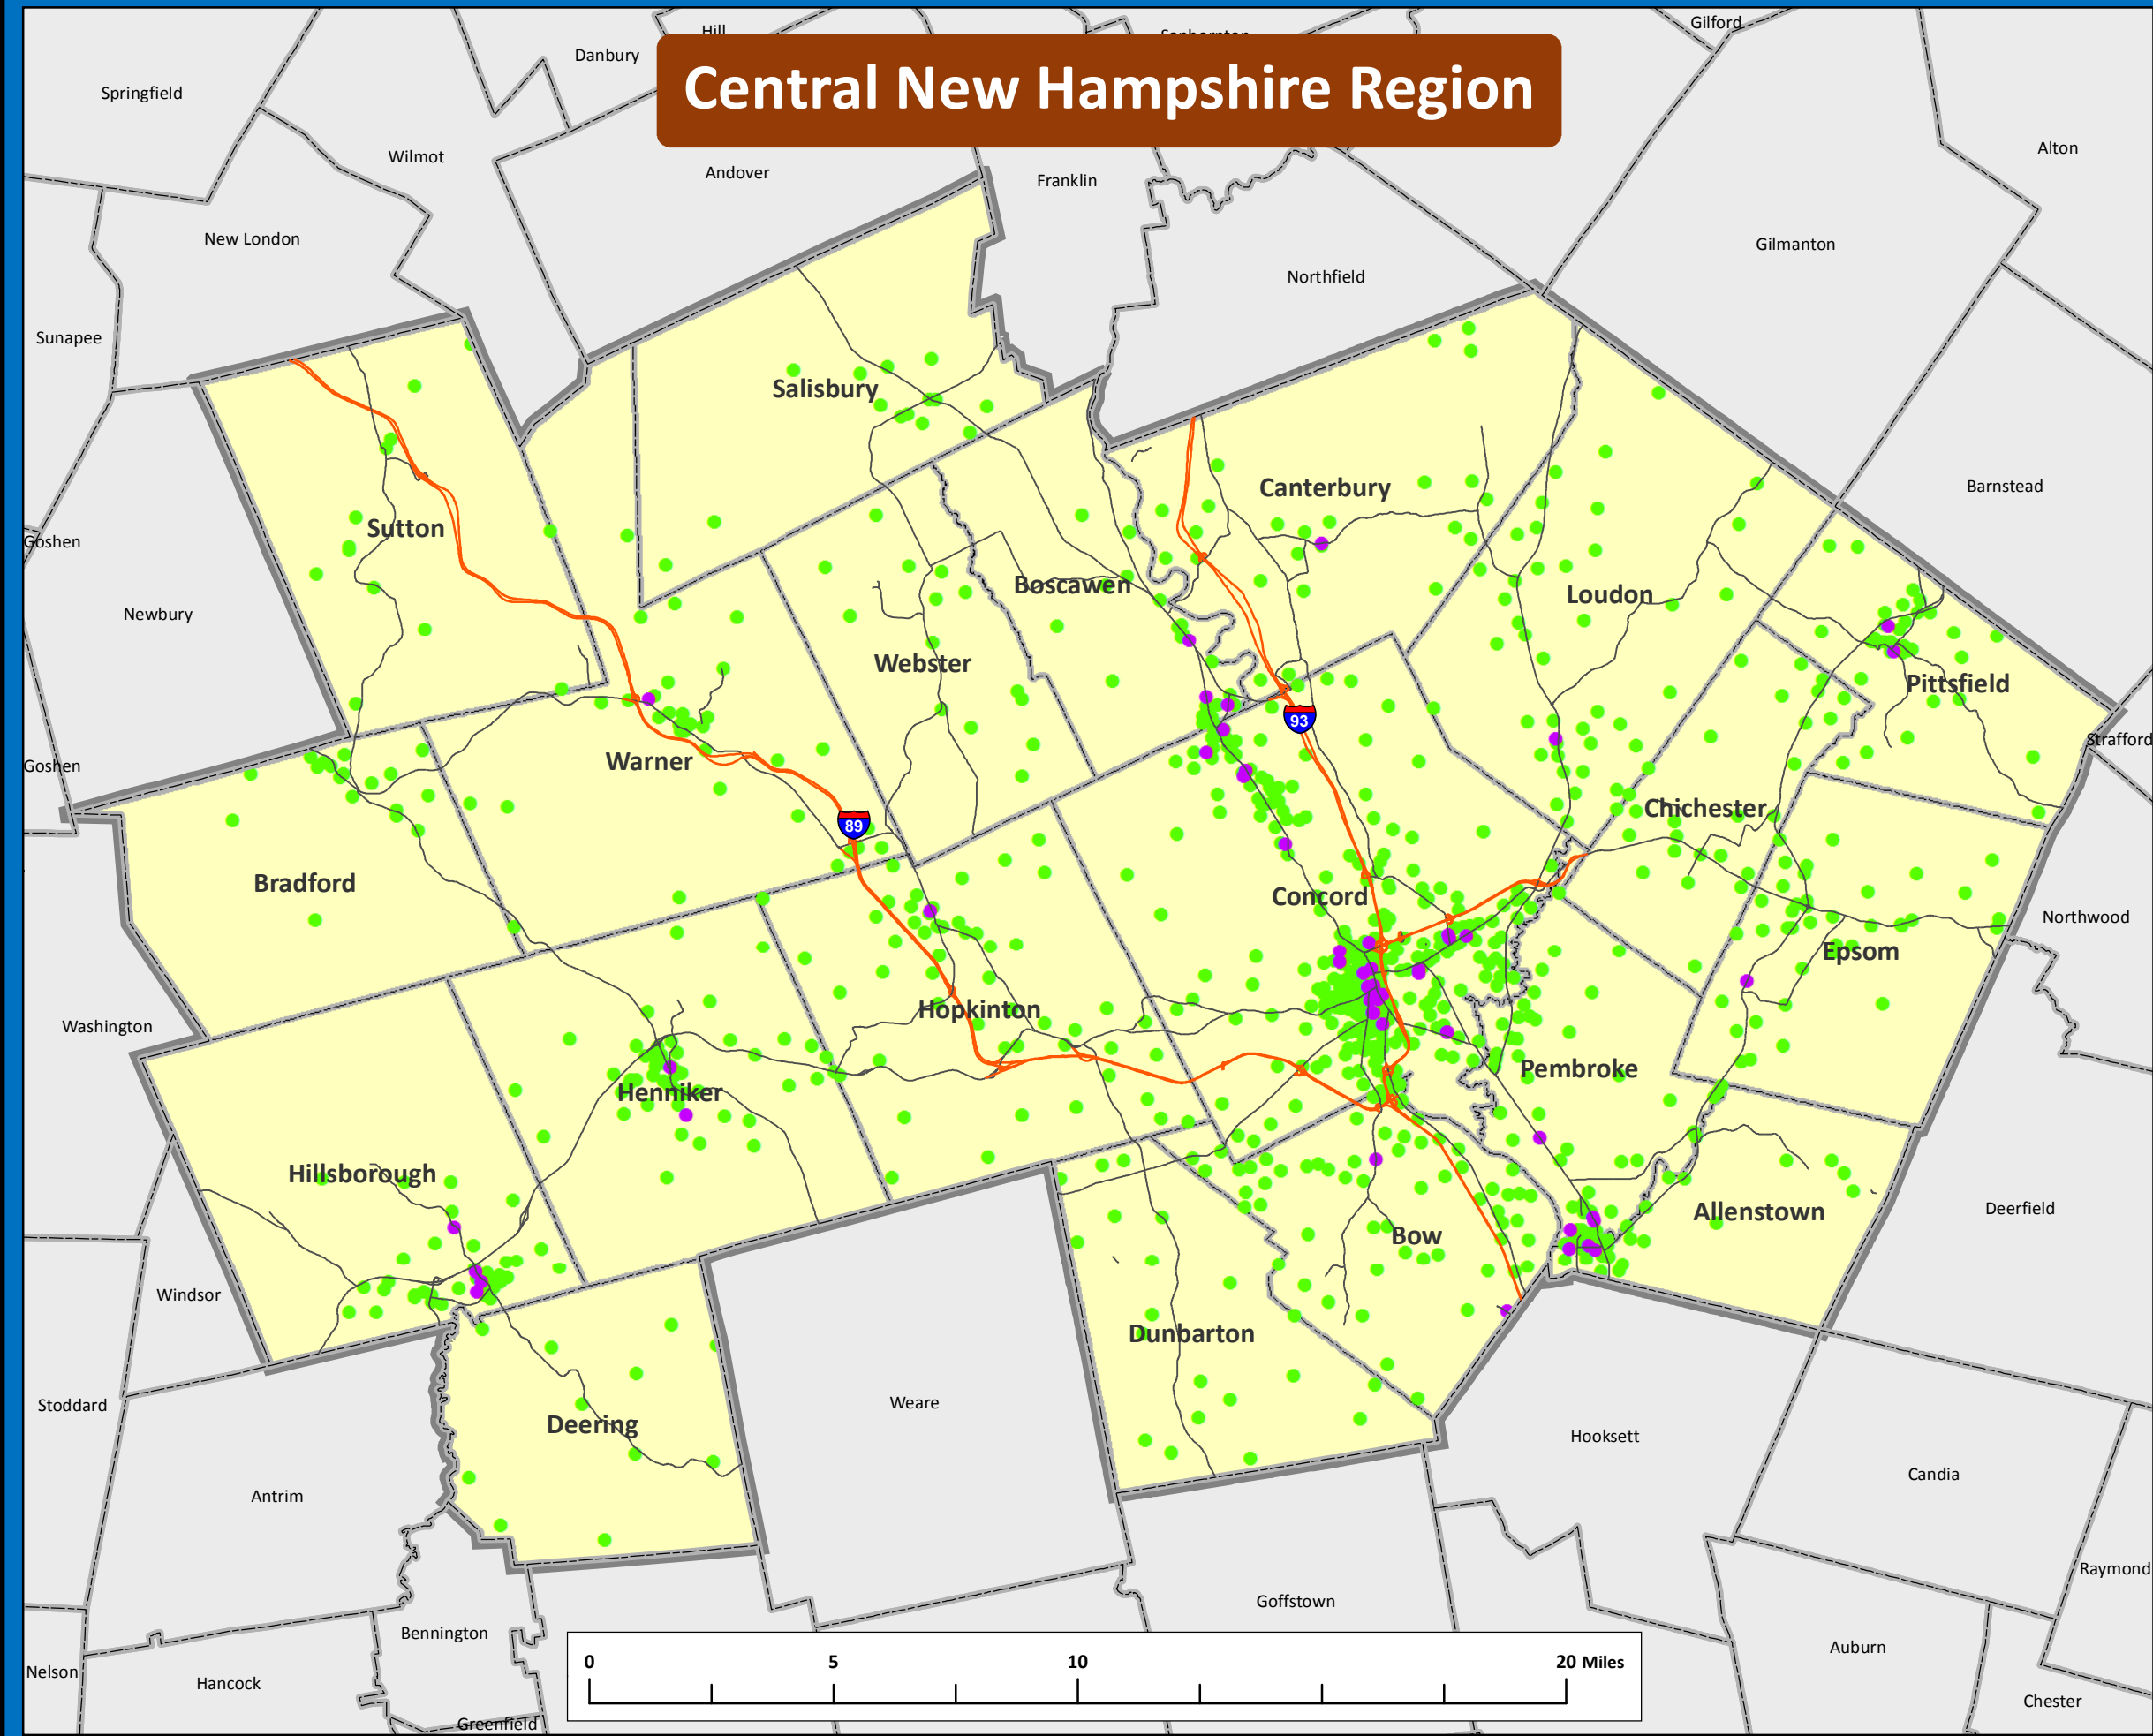 Gilford
Hill
Sanbornton
Danbury
Central New Hampshire Region
Springfield
Alton
Wilmot
Andover
Franklin
New London
Gilmanton
Northfield
Sunapee
Salisbury
Canterbury
Barnstead
Sutton
Goshen
Boscawen
Loudon
Newbury
Webster
Pittsfield
93
Strafford
Warner
Goshen
Chichester
89
Bradford
Concord
Northwood
Epsom
Hopkinton
Washington
Pembroke
Henniker
Hillsborough
Deerfield
Allenstown
Bow
Windsor
Dunbarton
Weare
Stoddard
Deering
Hooksett
Candia
Antrim
Raymond
Goffstown
Bennington
Auburn
0 5 10 20 Miles
Nelson
Hancock
Chester
Greenfield